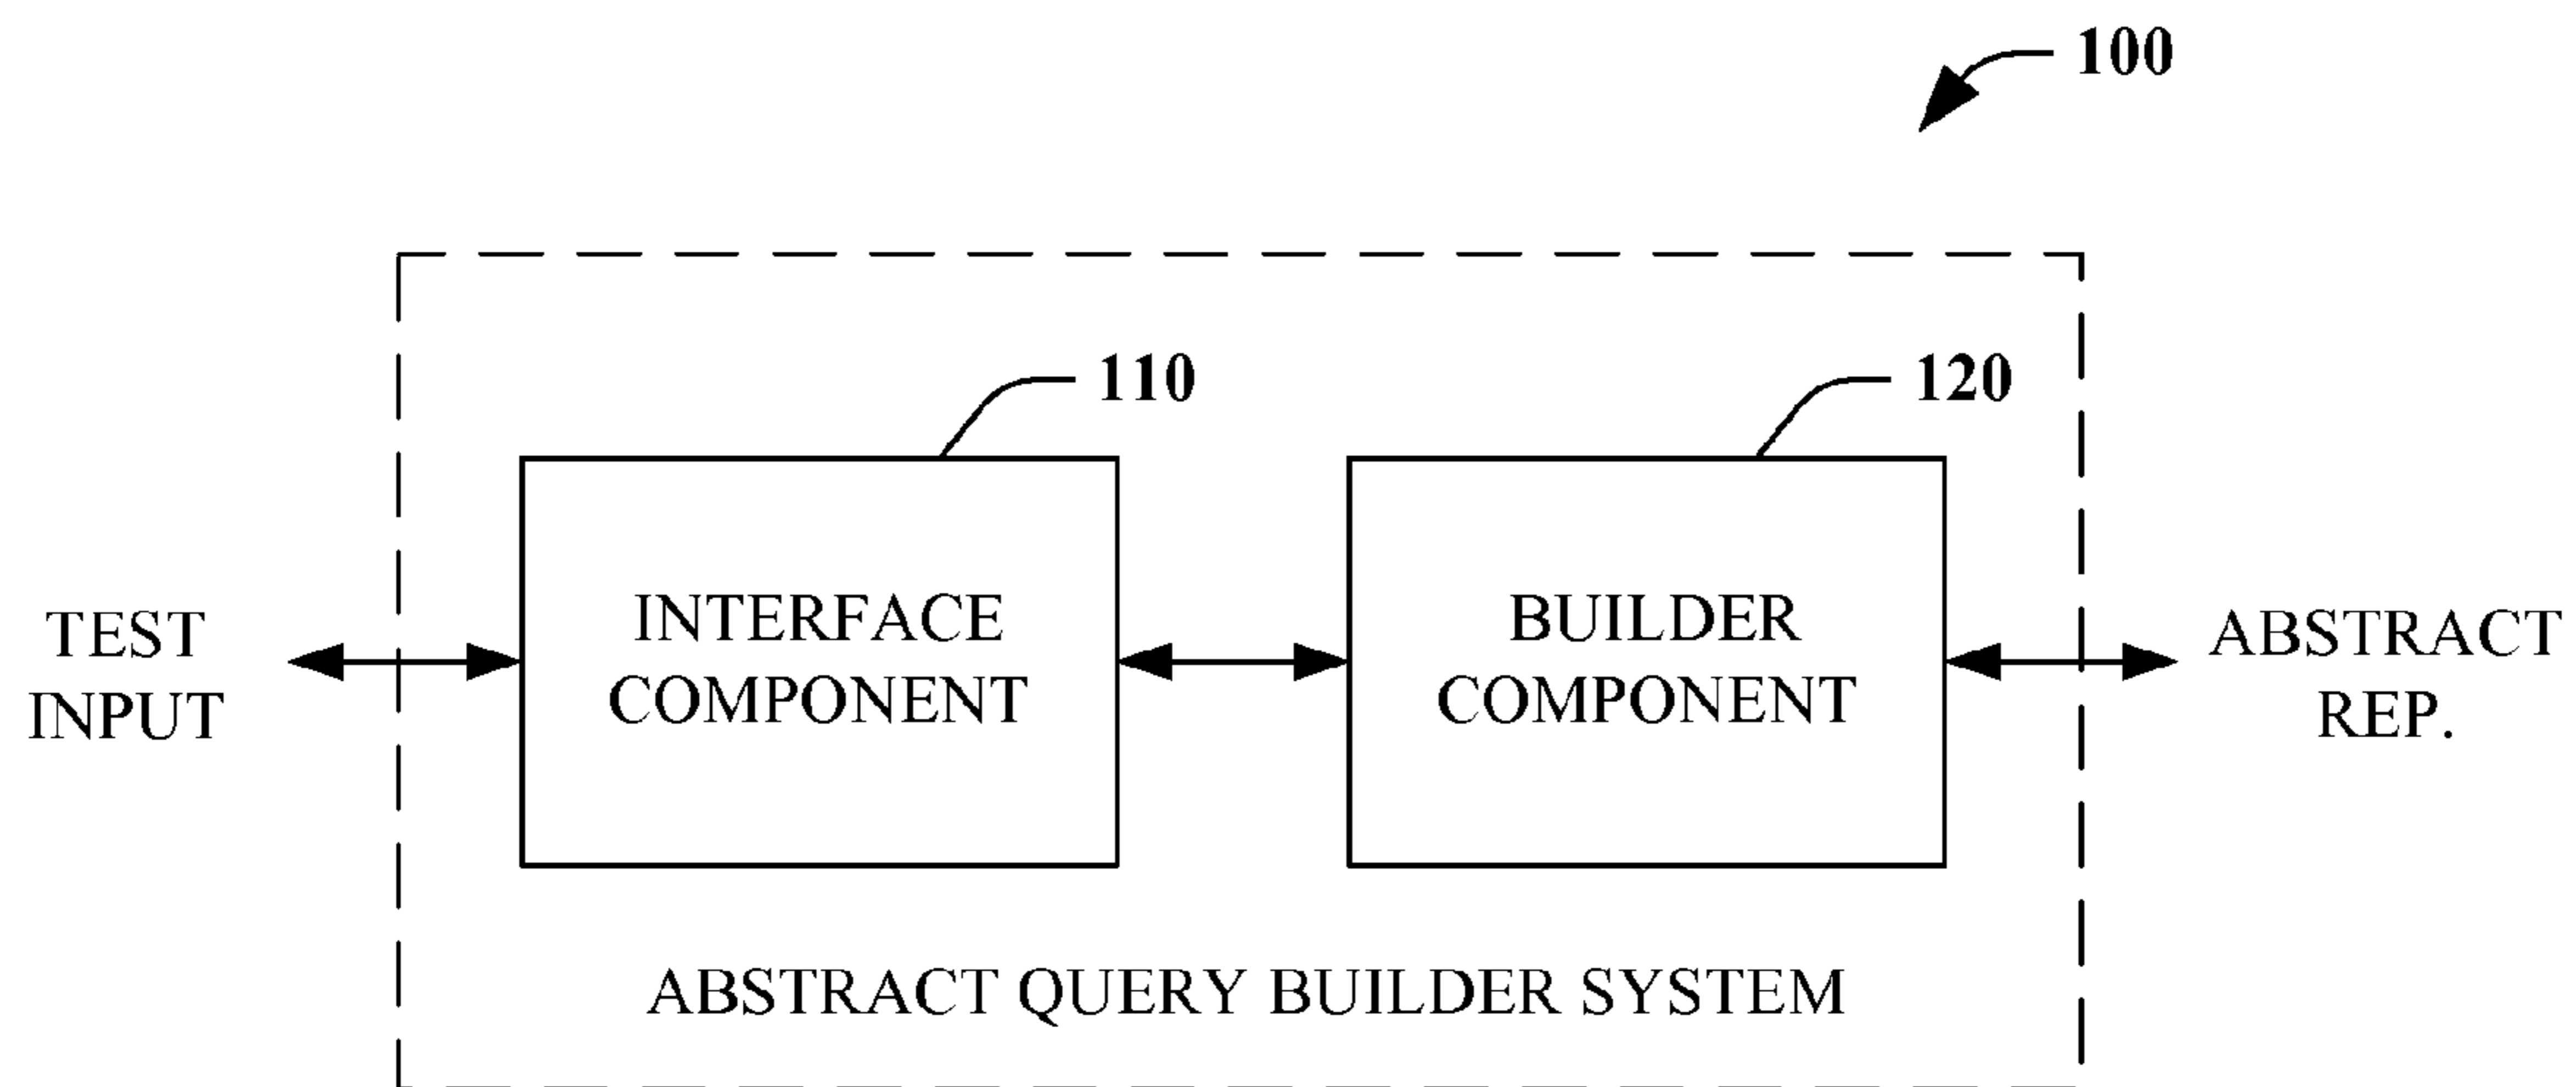 100
110
120
TEST
INPUT
INTERFACE
COMPONENT
BUILDER
COMPONENT
ABSTRACT
REP.
ABSTRACT QUERY BUILDER SYSTEM